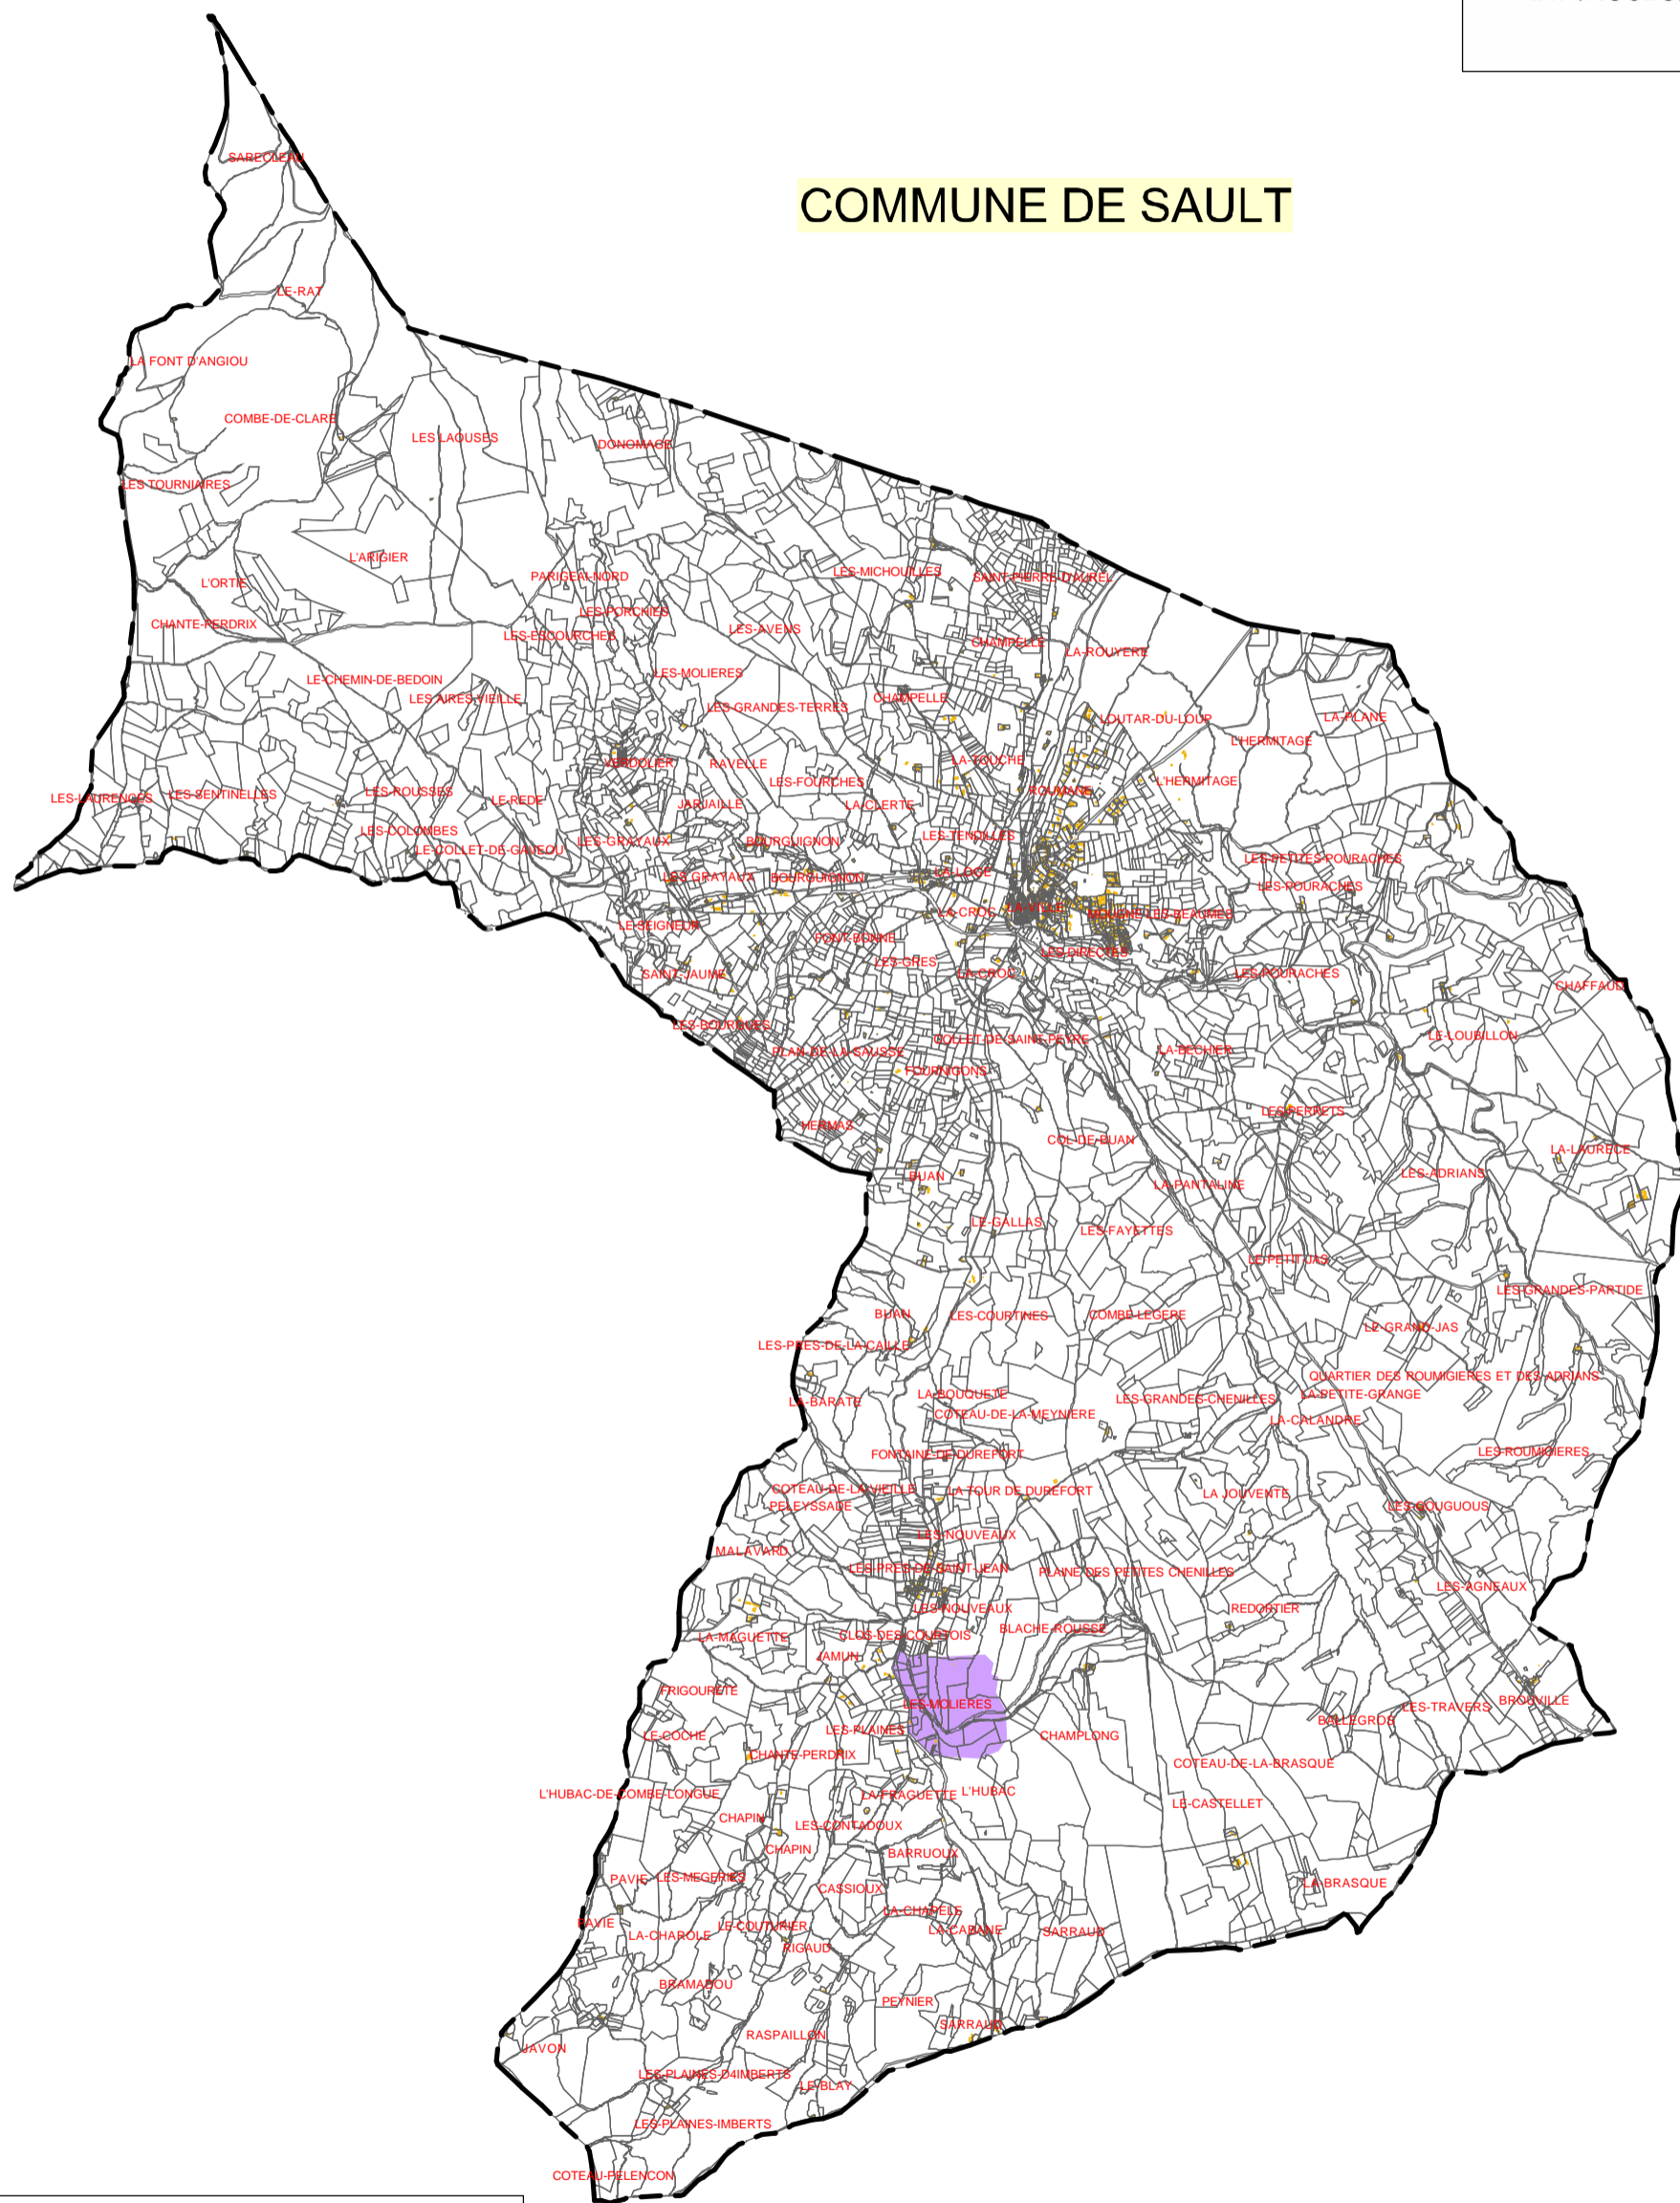 COMMUNE DE SAULT
SARECLEAU
LE-RAT
LA FONT D'ANGIOU
COMBE-DE-CLARE
LES LAOUSES
DONOMAGE
LES TOURNIAIRES
L'ARIGIER
L'ORTIE
PARIGEAI-NORD
LES-MICHOUILLES
SAINT-PIERRE-D'AUREL
CHANTE-PERDRIX
LES-PORCHIES
LES-ESCOURCHES
LES-AVENS
CHAMPELLE
LA-ROUYERE
LE-CHEMIN-DE-BEDOIN
LES-MOLIERES
LES AIRES-VIEILLE
LES-GRANDES-TERRES
CHAMPELLE
LOUTAR-DU-LOUP
LA-PLANE
L'HERMITAGE
VERDOLIER
RAVELLE
LA-TOUCHE
LES-FOURCHES
L'HERMITAGE
ROUMANE
LES-LAURENCES
LES-SENTINELLES
LES-ROUSSES
LE-REDE
JARJAILLE
LA-CLERTE
LES-COLOMBES
LES-TENDILLES
LES-GRAYAUX
BOURGUIGNON
LE-COLLET-DE-GAVEOU
LES-PETITES-POURACHES
LES GRAYAUX
BOURGUIGNON
LA-LOGE
LES-POURACHES
LA-CROC
LA-VILLE
MOUGNE LES-BEAUMES
LE-SEIGNEUR
FONT-BONNE
LES-DIRECTES
LES-GRES
SAINT-JAUME
LA-CROC
LES-POURACHES
CHAFFAUD
LES-BOURGUES
COLLET-DE-SAINT-PEYRE
LE-LOUBILLON
PLAN-DE-LA-SAUSSE
LA-BECHIER
FOURNIGONS
LES-PERRETS
HERMAS
COL-DE-BUAN
LA-LAURECE
BUAN
LA-PANTALINE
LES-ADRIANS
LE-GALLAS
LES-FAYETTES
LE-PETIT-JAS
LES-GRANDES-PARTIDE
BUAN
LES-COURTINES
COMBE-LEGERE
LE-GRAND-JAS
LES-PRES-DE-LA-CAILLE
QUARTIER DES ROUMIGIERES ET DES ADRIANS
LA-BARATE
LA-BOUQUETE
LES-GRANDES-CHENILLES
LA-PETITE-GRANGE
COTEAU-DE-LA-MEYNIERE
LA-CALANDRE
FONTAINE-DE-DUREFORT
LES-ROUMIGIERES
COTEAU-DE-LA-VIEILLE
LA TOUR DE DUREFORT
LA JOUVENTE
PELEYSSADE
LES-GOUGUOUS
LES-NOUVEAUX
MALAVARD
LES-PRES-DE-SAINT-JEAN
PLAINE DES PETITES CHENILLES
LES-AGNEAUX
LES-NOUVEAUX
REDORTIER
LA-MAGUETTE
CLOS-DES-COURTOIS
BLACHE-ROUSSE
JAMUN
FRIGOURETE
LES-MOLIERES
LES-TRAVERS
BROUVILLE
LE-COCHE
LES-PLAINES
CHAMPLONG
BALLEGROS
CHANTE-PERDRIX
COTEAU-DE-LA-BRASQUE
L'HUBAC-DE-COMBE-LONGUE
LA-FRAGUETTE
L'HUBAC
LE-CASTELLET
CHAPIN
LES-CONTADOUX
CHAPIN
BARRUOUX
PAVIE
LES-MEGERIES
CASSIOUX
LA-BRASQUE
LA-CHAPELE
PAVIE
LE-COUTURIER
LA-CHAROLE
LA-CABANE
SARRAUD
RIGAUD
BRAMADOU
PEYNIER
SARRAUD
RASPAILLON
JAVON
LES-PLAINES-D4IMBERTS
LE-BLAY
LES-PLAINES-IMBERTS
COTEAU-PELENCON